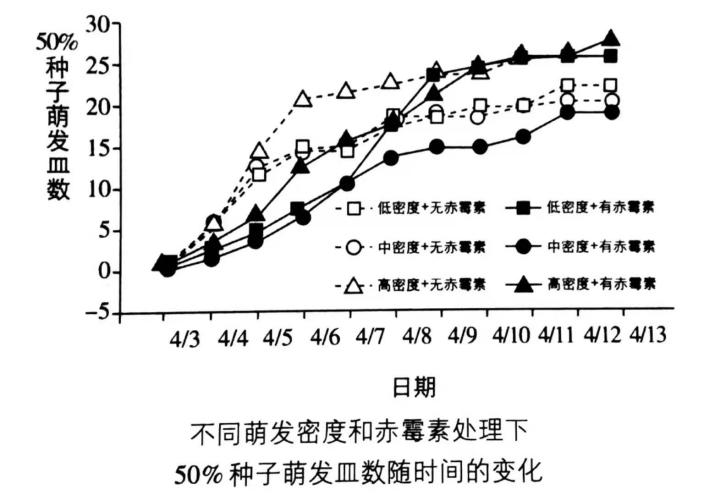 50%
种子萌发皿数
30
25
20
15
10
5
0
−5
低密度+无赤霉素
低密度+有赤霉素
中密度+无赤霉素
中密度+有赤霉素
高密度+无赤霉素
高密度+有赤霉素
4/3 4/4 4/5 4/6 4/7 4/8 4/9 4/10 4/11 4/12 4/13
日期
不同萌发密度和赤霉素处理下
50%种子萌发皿数随时间的变化